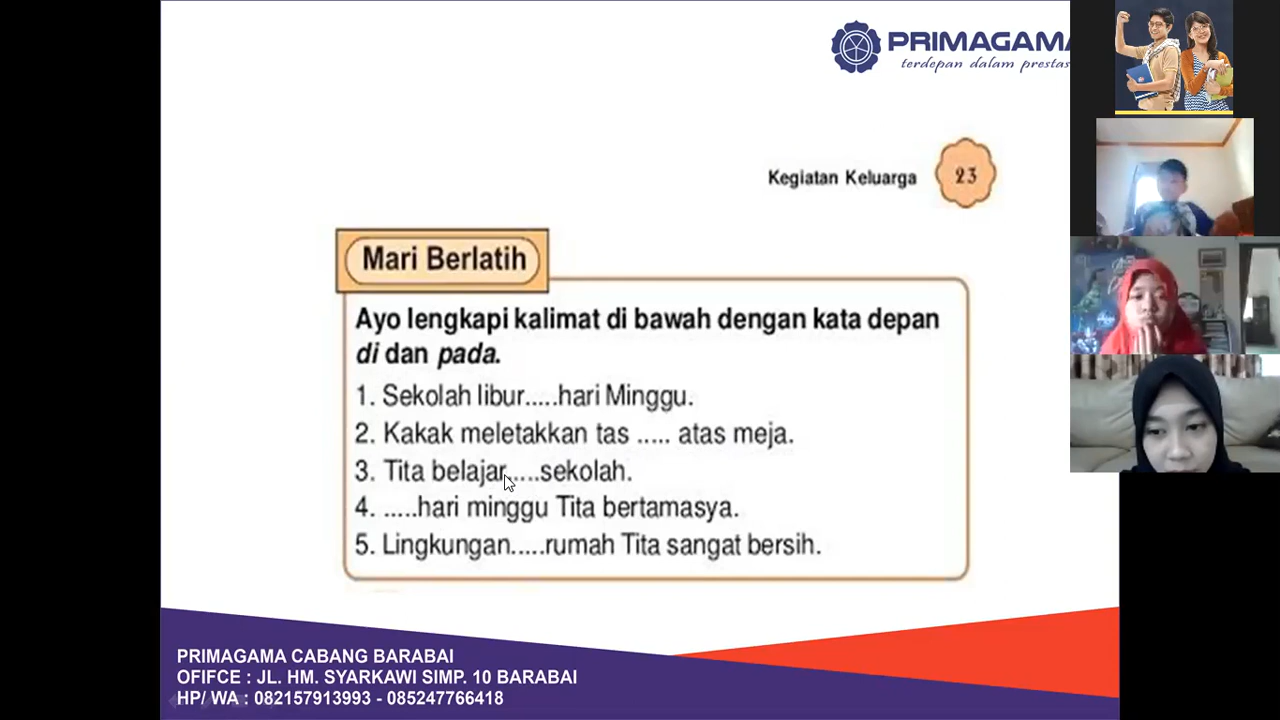 PRIMAGAMA
terdepan dalam prestas
Kegiatan Keluarga 23
Mari Berlatih
Ayo lengkapi kalimat di bawah dengan kata depan
di dan pada.
1. Sekolah libur.....hari Minggu.
2. Kakak meletakkan tas ..... atas meja.
3. Tita belajar.....sekolah.
4. .....hari minggu Tita bertamasya.
5. Lingkungan.....rumah Tita sangat bersih.
PRIMAGAMA CABANG BARABAI
OFIFCE : JL. HM. SYARKAWI SIMP. 10 BARABAI
HP/ WA : 082157913993 - 085247766418